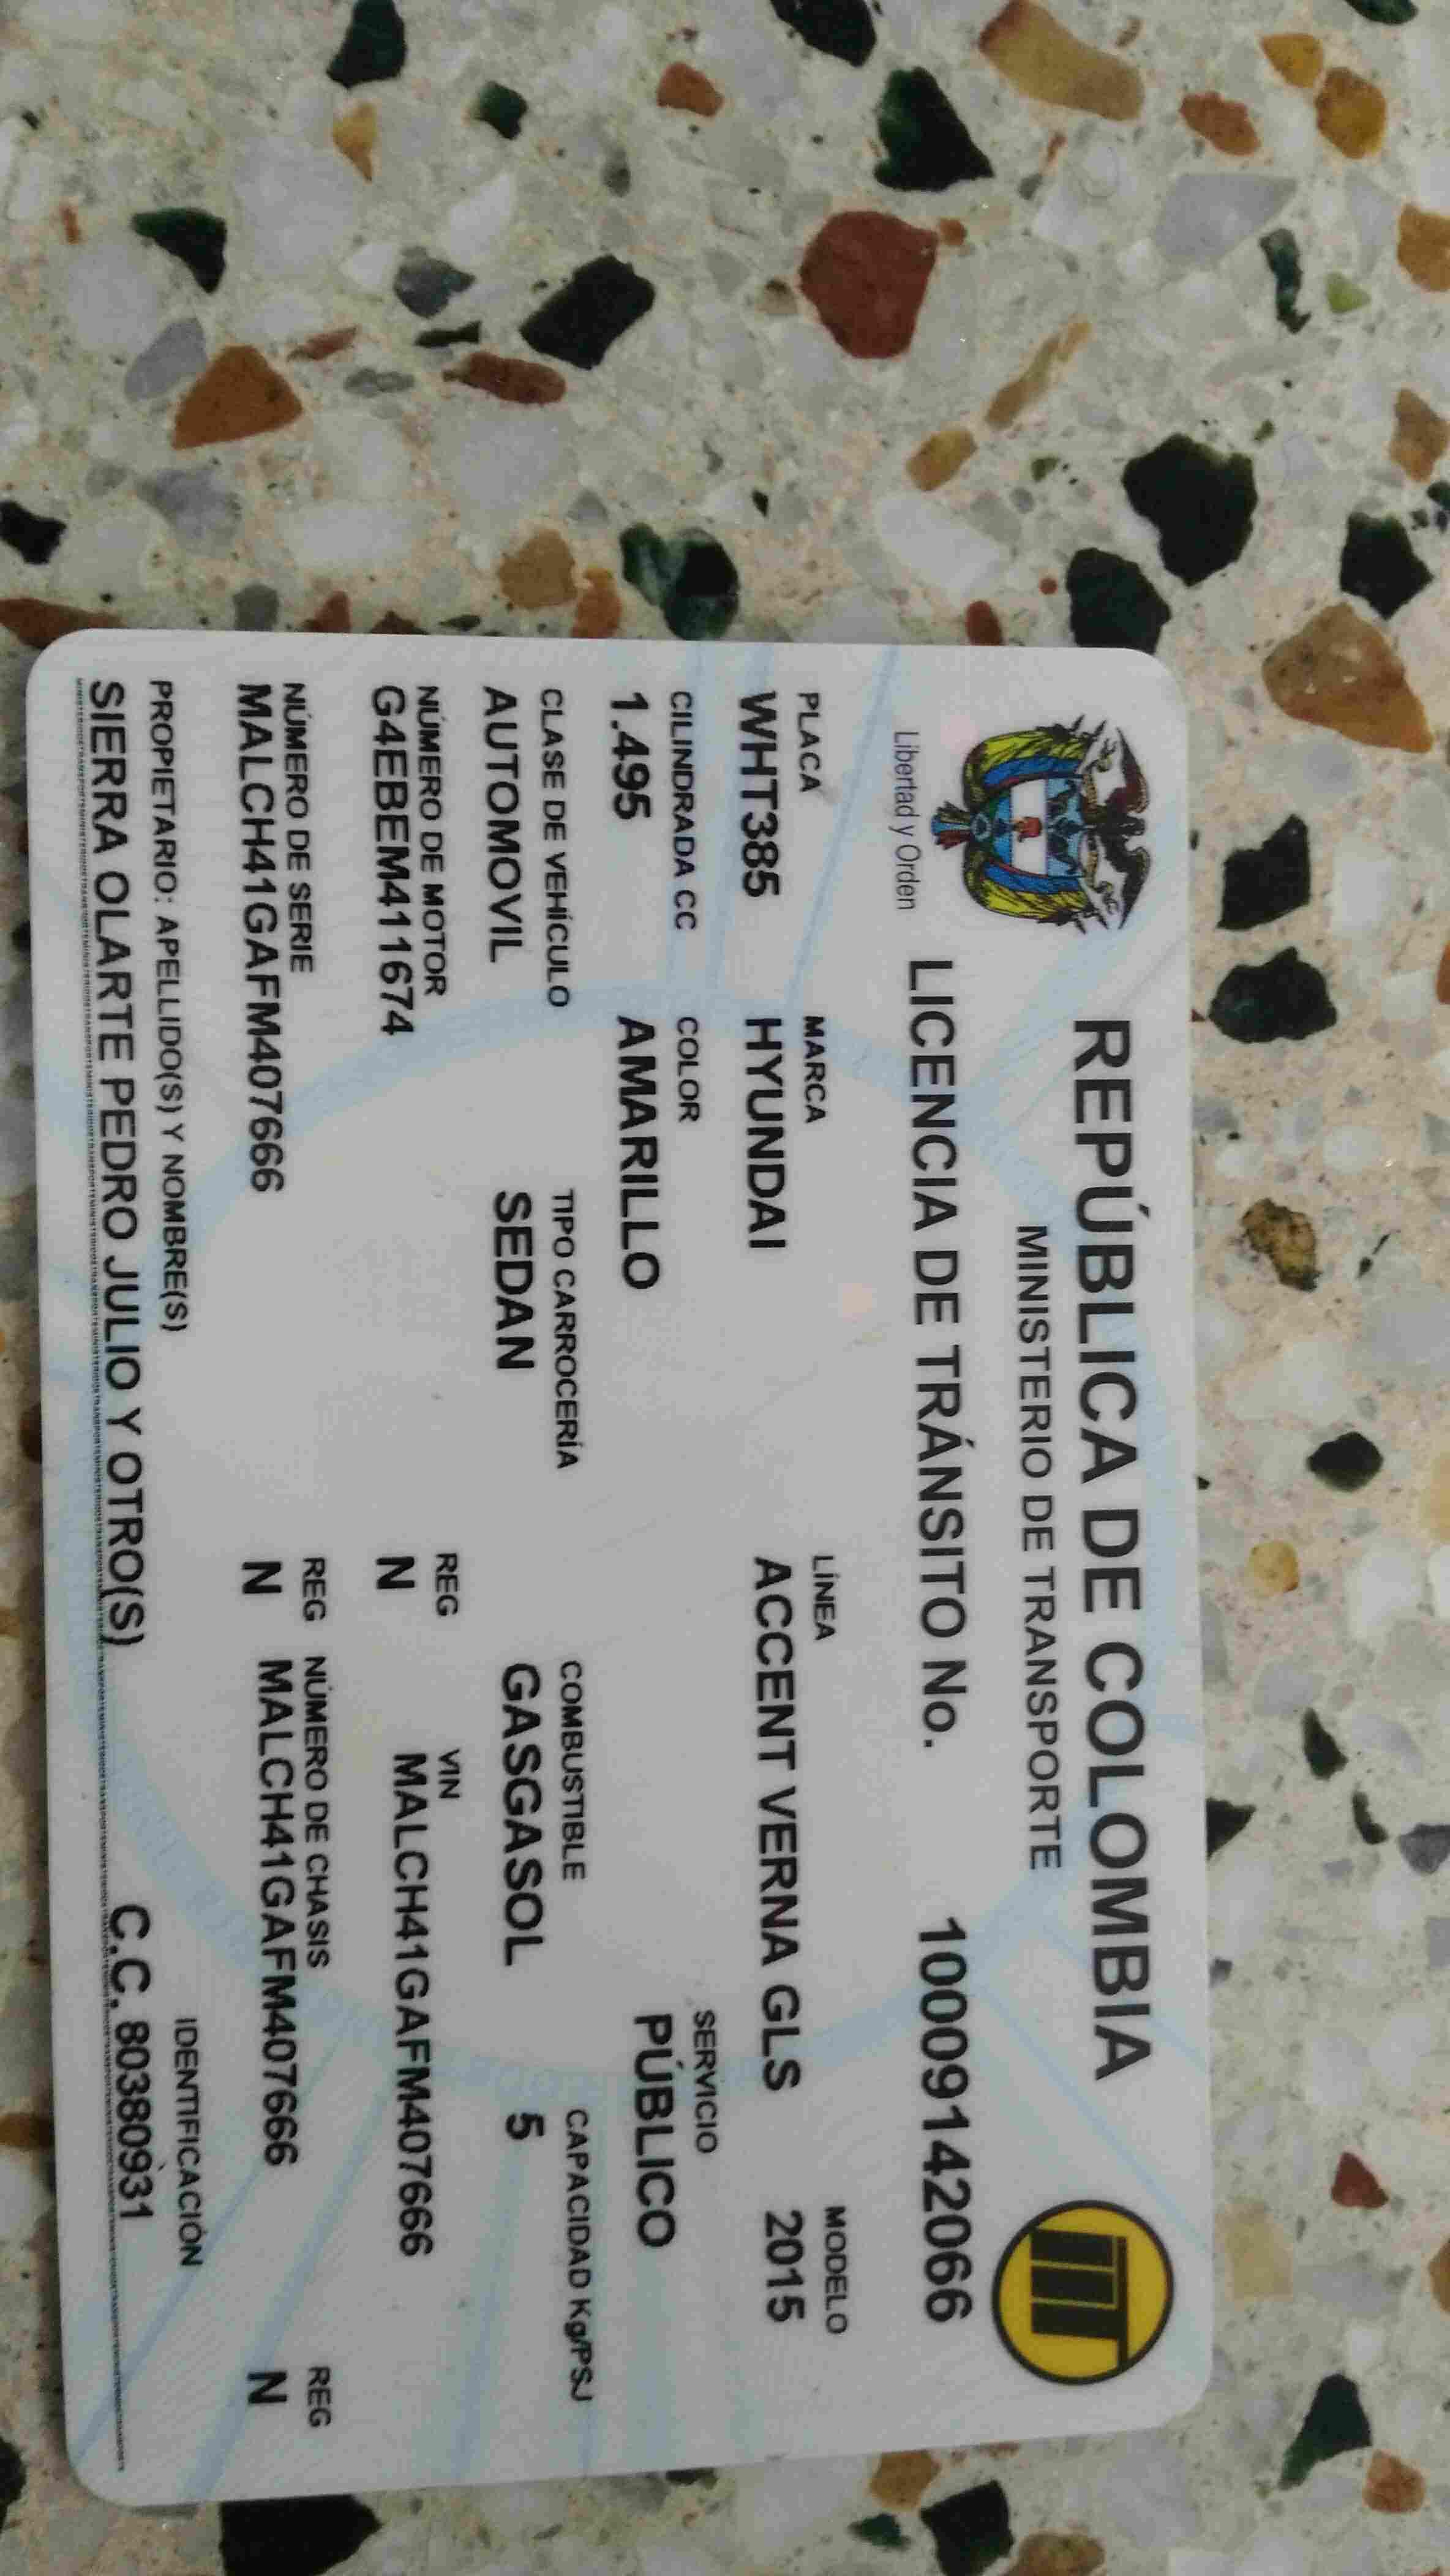 REPÚBLICA DE COLOMBIA
MINISTERIO DE TRANSPORTE
Libertad y Orden
LICENCIA DE TRÁNSITO No. 10009142066
PLACA MARCA LÍNEA MODELO
WHT385 HYUNDAI ACCENT VERNA GLS 2015
CILINDRADA CC COLOR SERVICIO
1.495 AMARILLO PÚBLICO
CLASE DE VEHÍCULO TIPO CARROCERÍA COMBUSTIBLE CAPACIDAD Kg/PSJ
AUTOMOVIL SEDAN GASGASOL 5
NÚMERO DE MOTOR REG VIN
G4EBEM411674 N MALCH41GAFM407666
NÚMERO DE SERIE REG NÚMERO DE CHASIS REG
MALCH41GAFM407666 N MALCH41GAFM407666 N
PROPIETARIO: APELLIDO(S) Y NOMBRE(S) IDENTIFICACIÓN
SIERRA OLARTE PEDRO JULIO Y OTRO(S) C.C. 80380931